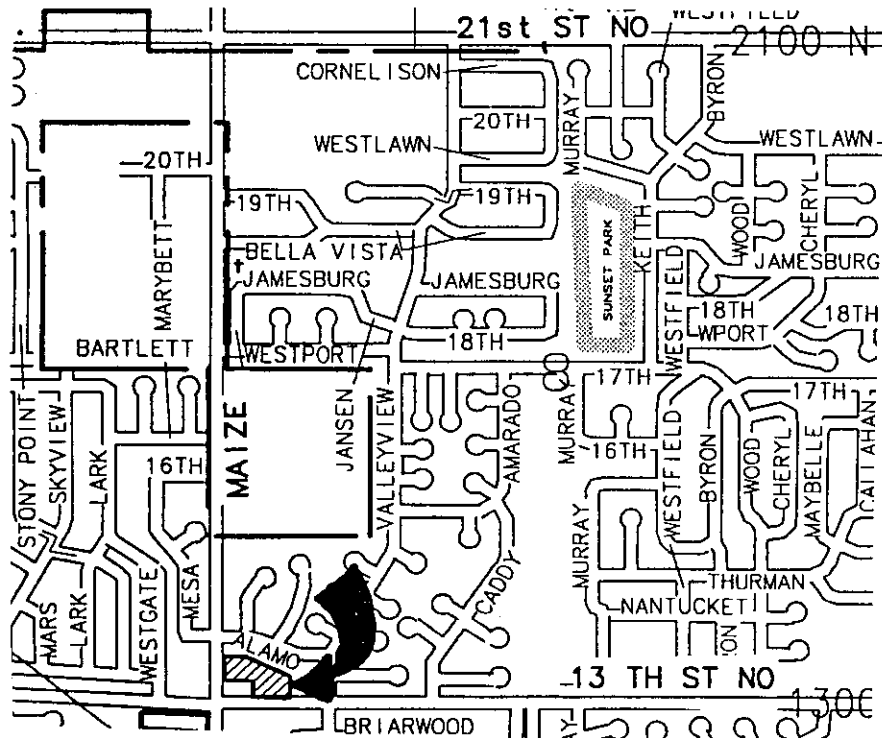 WESTFIELD
21st ST NO
2100 N
CORNELISON
MURRAY
BYRON
20TH
WESTLAWN
WESTLAWN
20TH
19TH
19TH
MARYBETT
SUNSET PARK
KEITH
WOOD
CHERYL
BELLA VISTA
JAMESBURG
JAMESBURG
JAMESBURG
WESTFIELD
18TH
18TH
WPORT
BARTLETT
WESTPORT
18TH
17TH
17TH
STONY POINT
SKYVIEW
LARK
16TH
MAIZE
JANSEN
VALLEYVIEW
AMARADO
MURRAY
16TH
WESTFIELD
BYRON
WOOD
CHERYL
MAYBELLE
CALLAHAN
MARS
LARK
WESTGATE
MESA
CADDY
MURRAY
THURMAN
NANTUCKET
ALAMO
13 TH ST NO
1300
BRIARWOOD